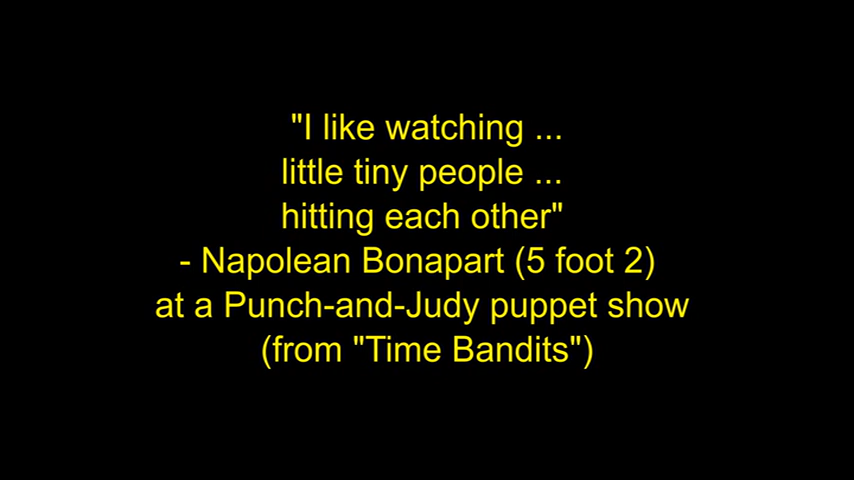 "I like watching ...
little tiny people ...
hitting each other"
- Napolean Bonapart (5 foot 2)
at a Punch-and-Judy puppet show
(from "Time Bandits")